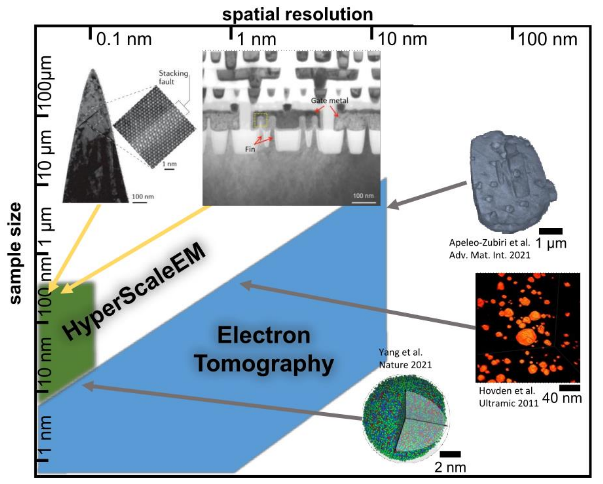 spatial resolution
0.1 nm
1 nm
10 nm
100 nm
sample size
100μm
10 μm
1 μm
100 nm
10 nm
1 nm
Stacking
fault
1 nm
100 nm
Gate metal
Fin
100 nm
HyperScaleEM
Electron
Tomography
Apeleo-Zubiri et al.
Adv. Mat. Int. 2021
1 μm
Hovden et al.
Ultramic 2011
40 nm
Yang et al.
Nature 2021
2 nm